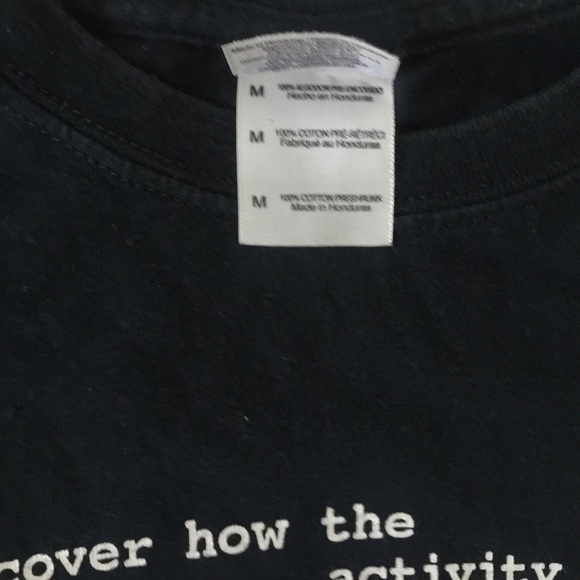 M 100% ALGODON PRE-ENCOGIDO
Hecho en Honduras
M 100% COTON PRÉ-RÉTRÉCI
Fabriqué au Honduras
M 100% COTTON PRESHRUNK
Made in Honduras
cover how the
activity